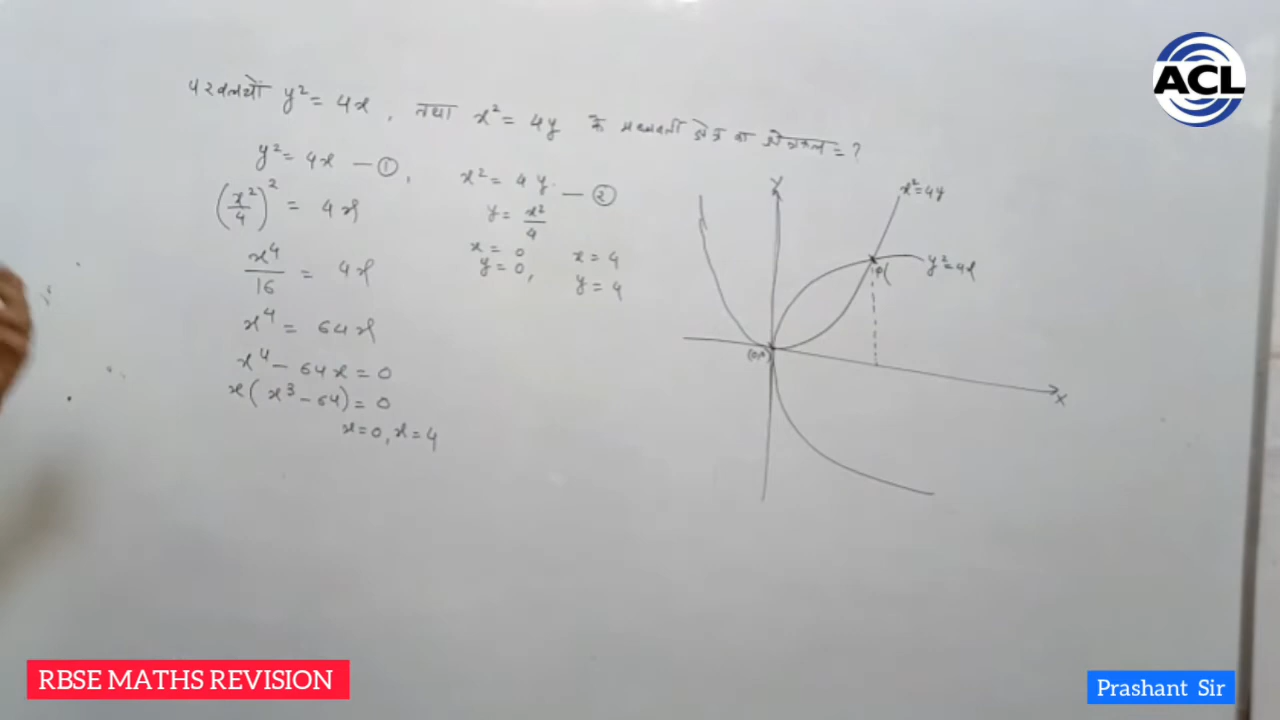 परवलयों y² = 4x , तथा x² = 4y के मध्यवर्ती क्षेत्र का क्षेत्रफल = ?
y² = 4x — ①,
(x²/4)² = 4x
x⁴/16 = 4x
x⁴ = 64x
x⁴ - 64x = 0
x(x³ - 64) = 0
x = 0, x = 4
x² = 4y — ②
y = x²/4
x = 0 x = 4
y = 0, y = 4
Y
x² = 4y
y² = 4x
P(
(0,0)
X
ACL
RBSE MATHS REVISION
Prashant Sir